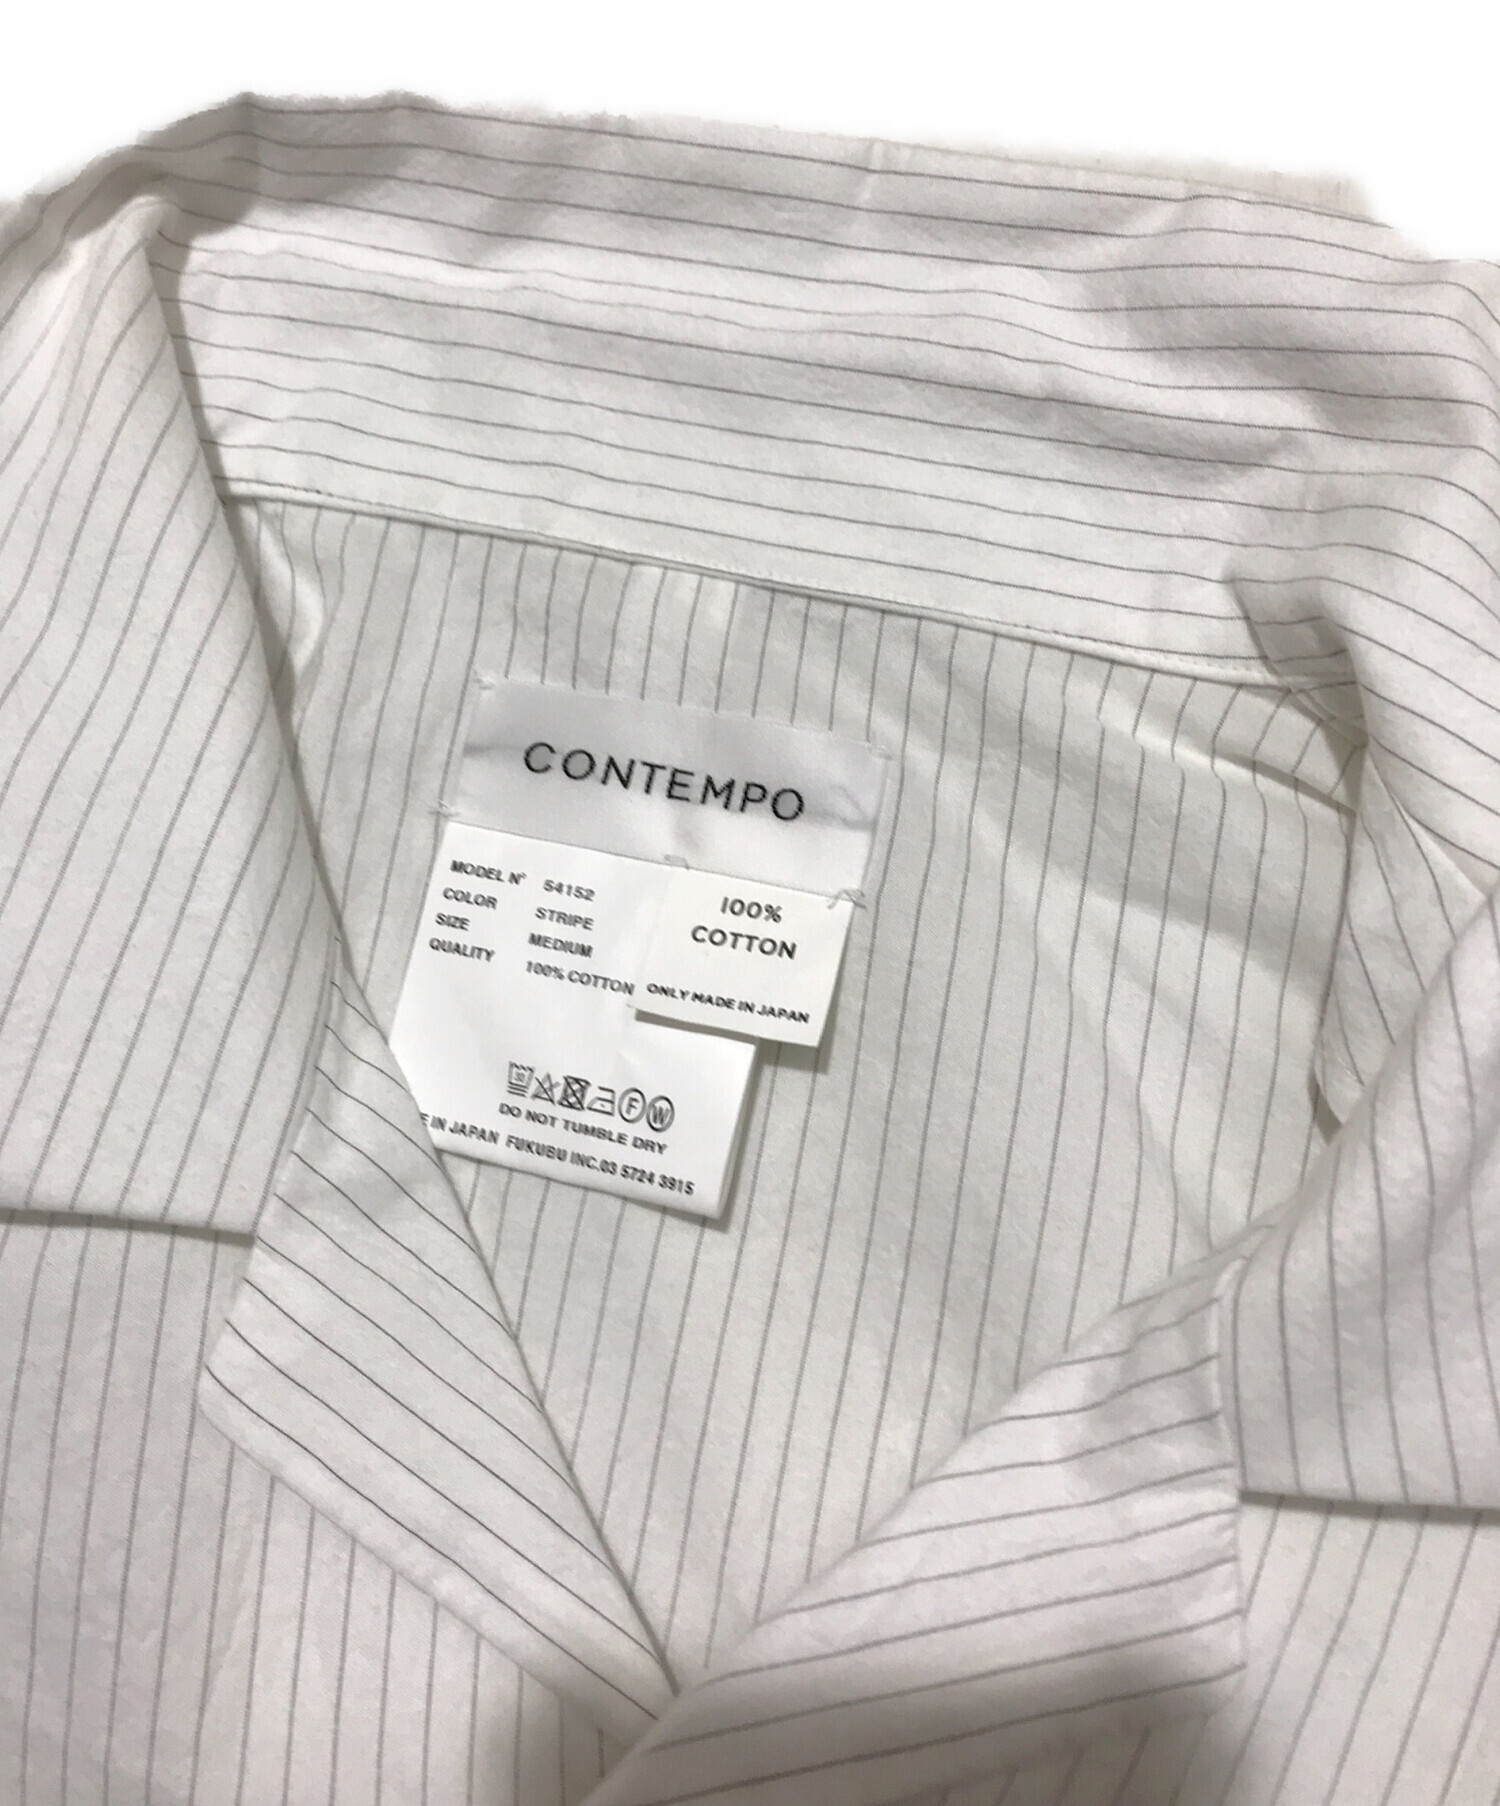 CONTEMPO
MODEL N° 54152
COLOR STRIPE
SIZE MEDIUM
QUALITY 100% COTTON
100%
COTTON
ONLY MADE IN JAPAN
30
F W
DO NOT TUMBLE DRY
E IN JAPAN FUKUBU INC.03 5724 3915